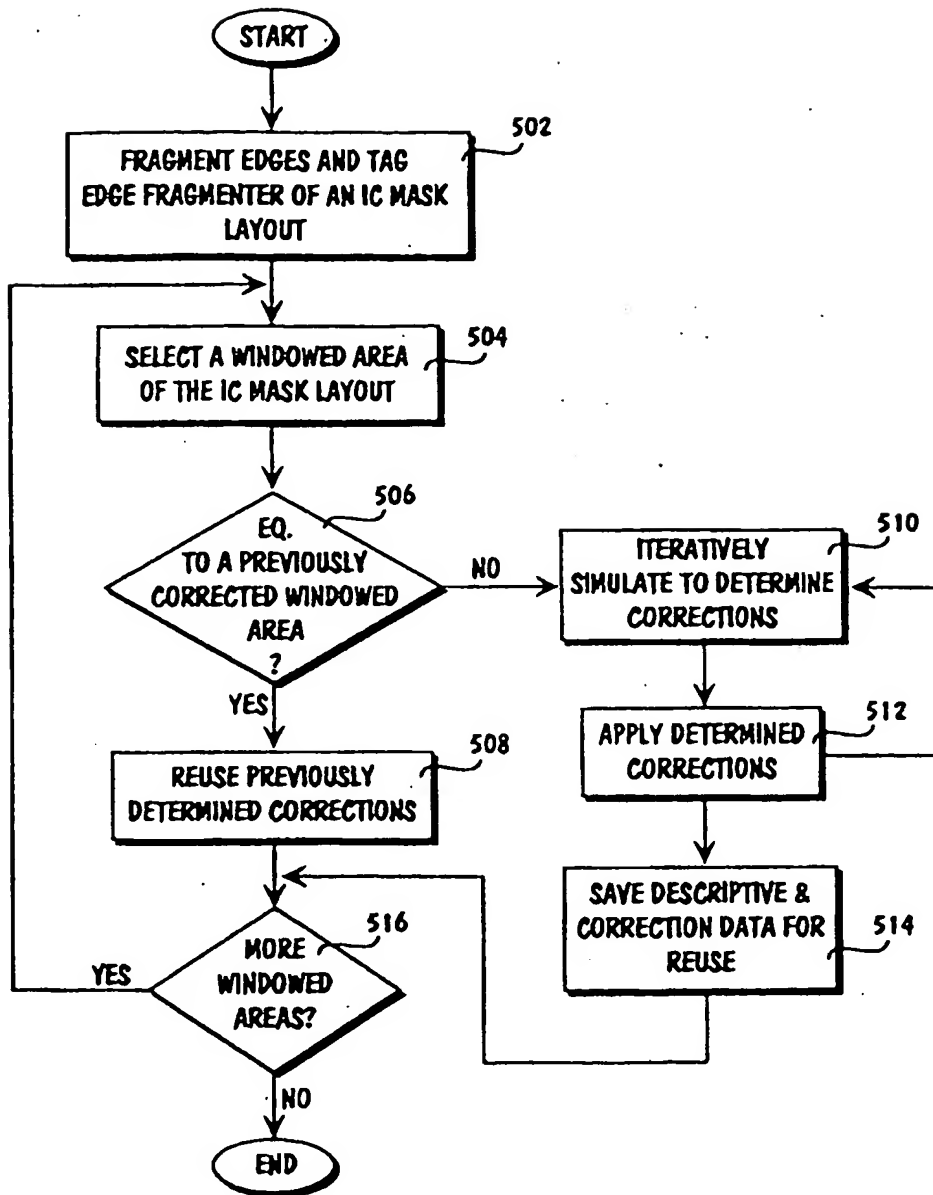 START
502
FRAGMENT EDGES AND TAG
EDGE FRAGMENTER OF AN IC MASK
LAYOUT
504
SELECT A WINDOWED AREA
OF THE IC MASK LAYOUT
506
EQ.
TO A PREVIOUSLY
CORRECTED WINDOWED
AREA
?
NO
YES
510
ITERATIVELY
SIMULATE TO DETERMINE
CORRECTIONS
508
REUSE PREVIOUSLY
DETERMINED CORRECTIONS
512
APPLY DETERMINED
CORRECTIONS
514
SAVE DESCRIPTIVE &
CORRECTION DATA FOR
REUSE
516
MORE
WINDOWED
AREAS?
YES
NO
END